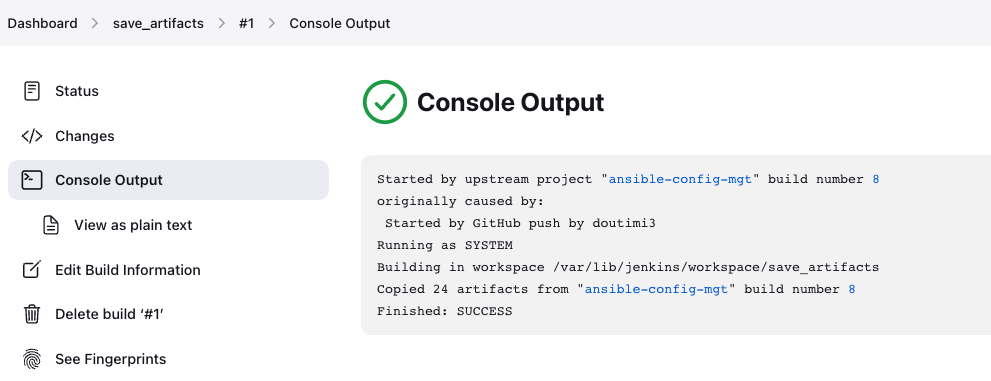 Dashboard > save_artifacts > #1 > Console Output
Status
Changes
Console Output
View as plain text
Edit Build Information
Delete build ‘#1’
See Fingerprints
Console Output
Started by upstream project "ansible-config-mgt" build number 8
originally caused by:
 Started by GitHub push by doutimi3
Running as SYSTEM
Building in workspace /var/lib/jenkins/workspace/save_artifacts
Copied 24 artifacts from "ansible-config-mgt" build number 8
Finished: SUCCESS